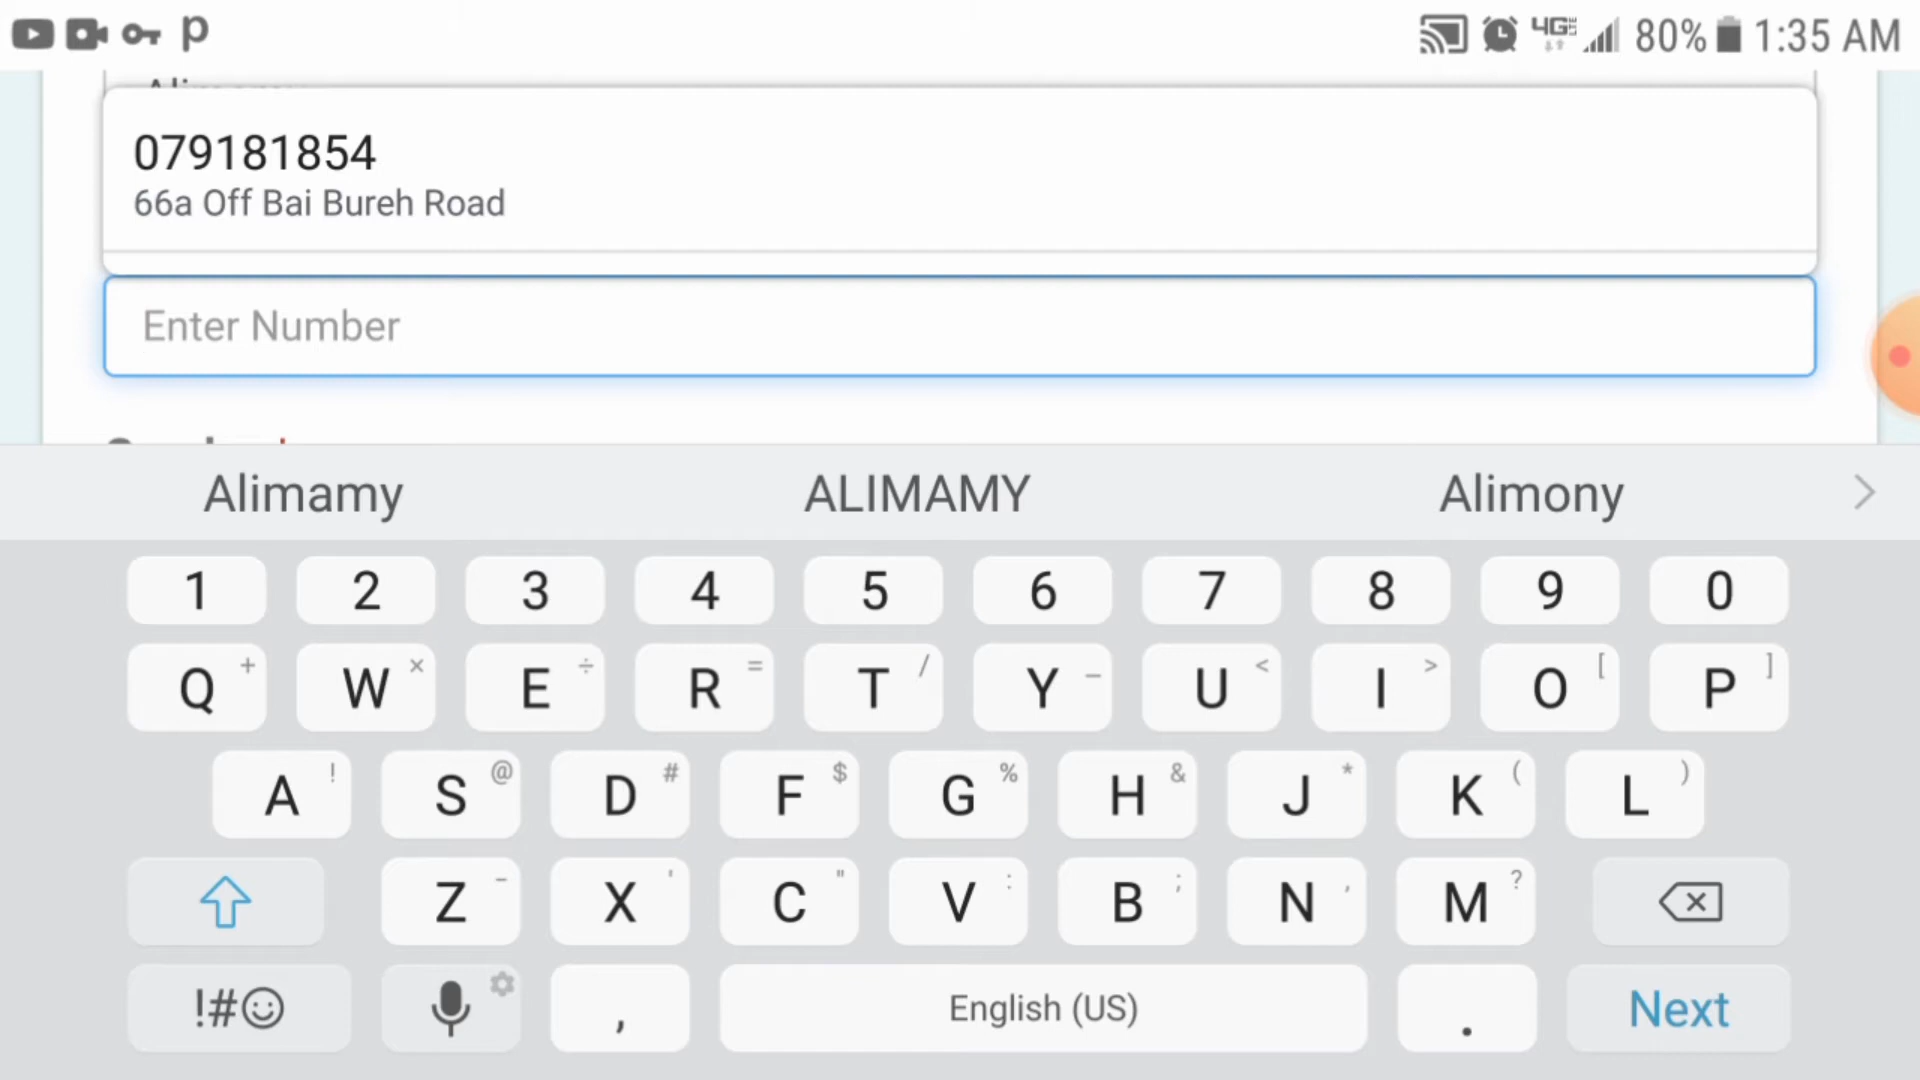 p 4G 80% 1:35 AM
079181854
66a Off Bai Bureh Road
Enter Number
Alimamy ALIMAMY Alimony >
1 2 3 4 5 6 7 8 9 0
Q + W × E ÷ R = T / Y _ U < I > O [ P ]
A ! S @ D # F $ G % H & J * K ( L )
Z - X ' C " V : B ; N , M ?
!#☺ , English (US) . Next